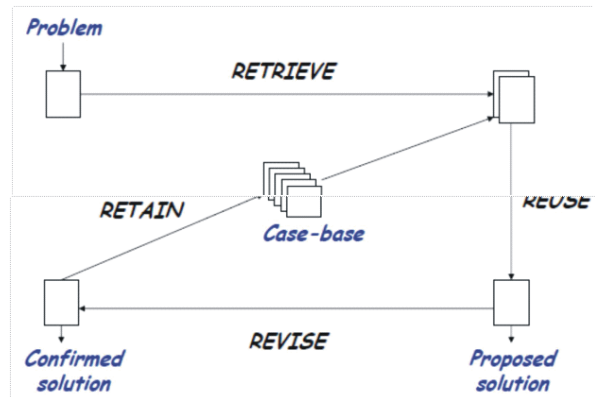 Problem
RETRIEVE
RETAIN
REUSE
Case-base
REVISE
Confirmed
solution
Proposed
solution